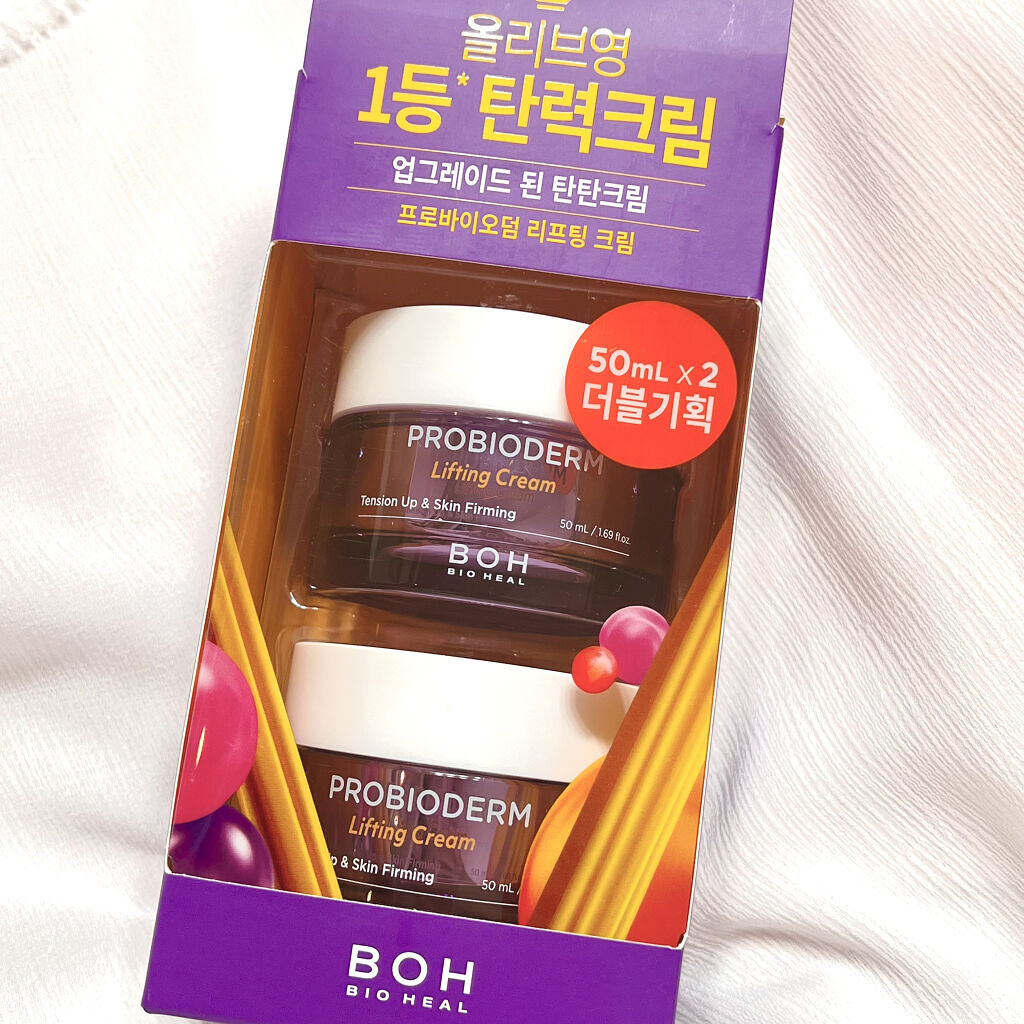 올리브영
1등* 탄력크림
업그레이드 된 탄탄크림
프로바이오덤 리프팅 크림
50mL x 2
더블기획
PROBIODERM
Lifting Cream
Tension Up & Skin Firming
50 mL / 1.69 fl.oz.
BOH
BIO HEAL
PROBIODERM
Lifting Cream
p & Skin Firming
50 mL /
BOH
BIO HEAL